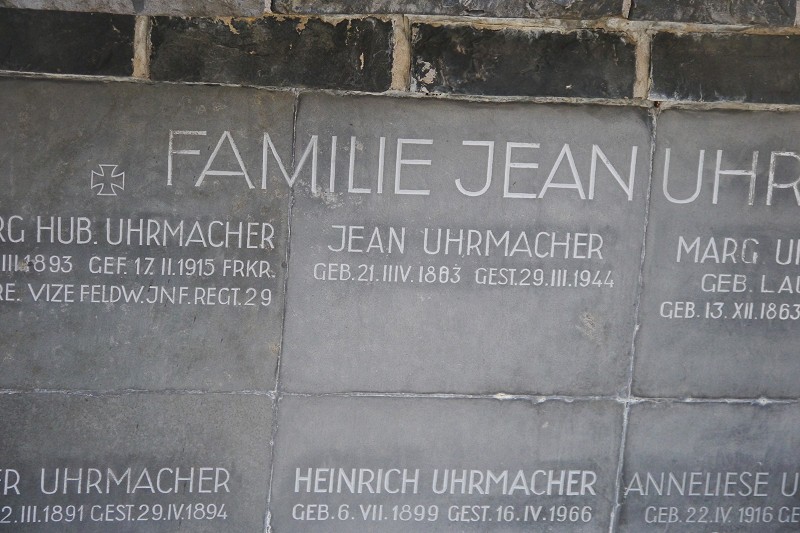 FAMILIE JEAN UHR
RG HUB. UHRMACHER
III.1893 GEF. 17.II.1915 FRKR.
RE. VIZE FELDW. JNF. REGT. 29
JEAN UHRMACHER
GEB. 21. IIIV. 1863 GEST. 29. III. 1944
MARG U
GEB. LAU
GEB. 13. XII. 1863
ER UHRMACHER
2.III.1891 GEST. 29.IV.1894
HEINRICH UHRMACHER
GEB. 6. VII. 1899 GEST. 16. IV. 1966
ANNELIESE U
GEB. 22. IV. 1916 GE